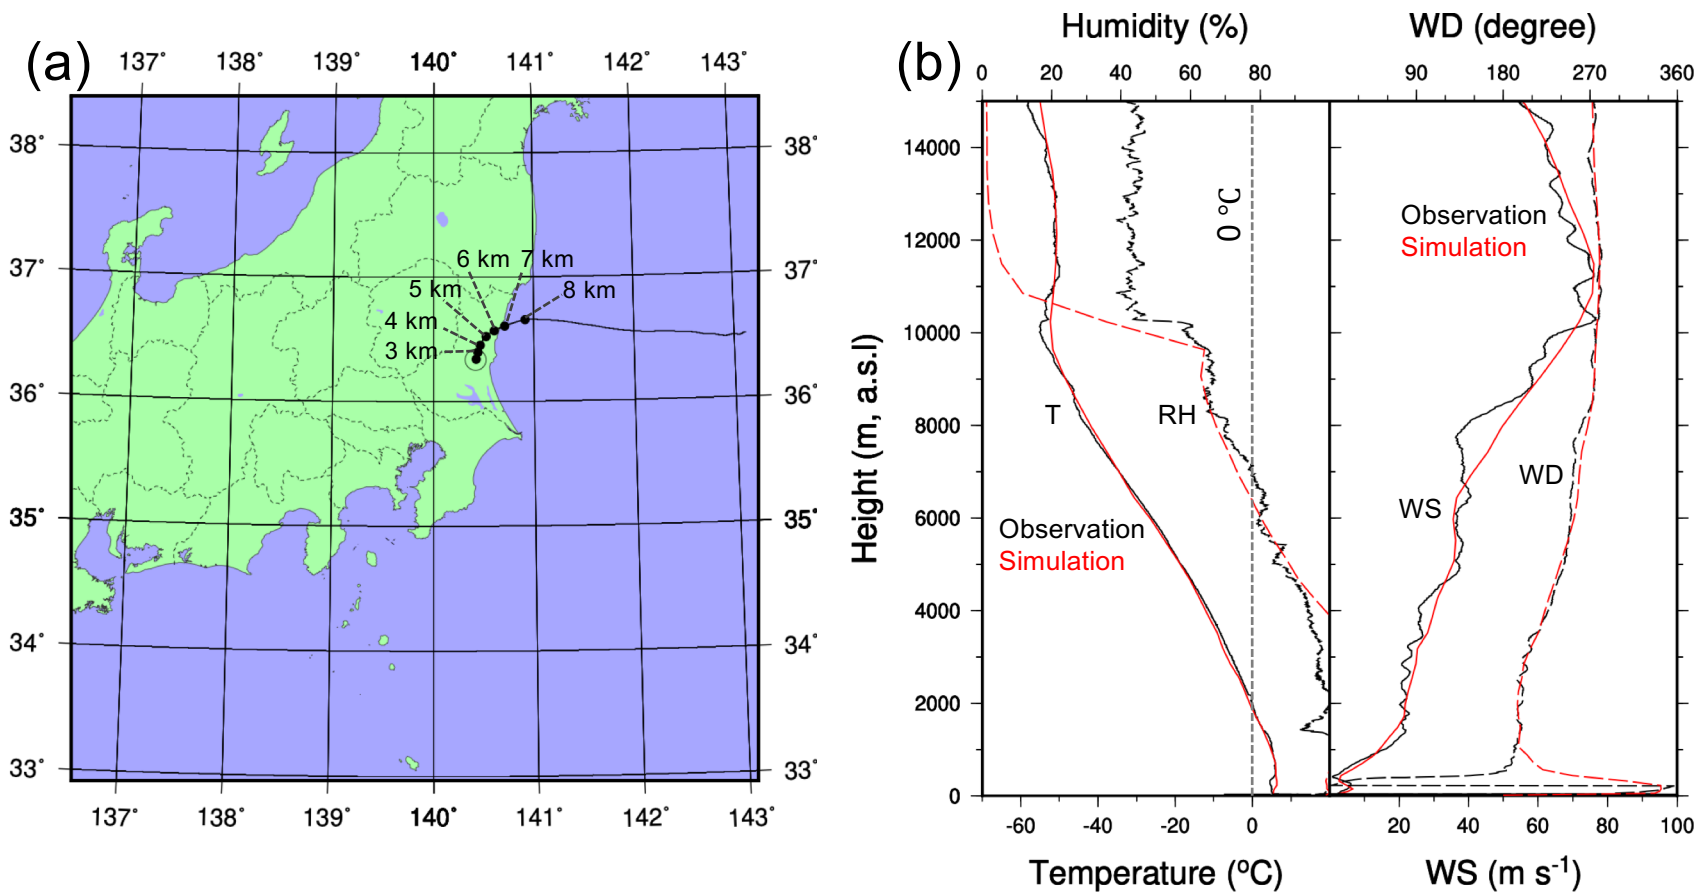 (a)
137° 138° 139° 140° 141° 142° 143°
38° 38°
37° 37°
6 km 7 km
5 km 8 km
4 km
3 km
36° 36°
35° 35°
34° 34°
33° 33°
137° 138° 139° 140° 141° 142° 143°
(b)
Humidity (%) WD (degree)
0 20 40 60 80 90 180 270 360
14000
12000
10000
8000
6000
4000
2000
0
Height (m, a.s.l)
0 °C
T RH
Observation
Simulation
Observation
Simulation
WS WD
-60 -40 -20 0 20 40 60 80 100
Temperature (°C) WS (m s-1)